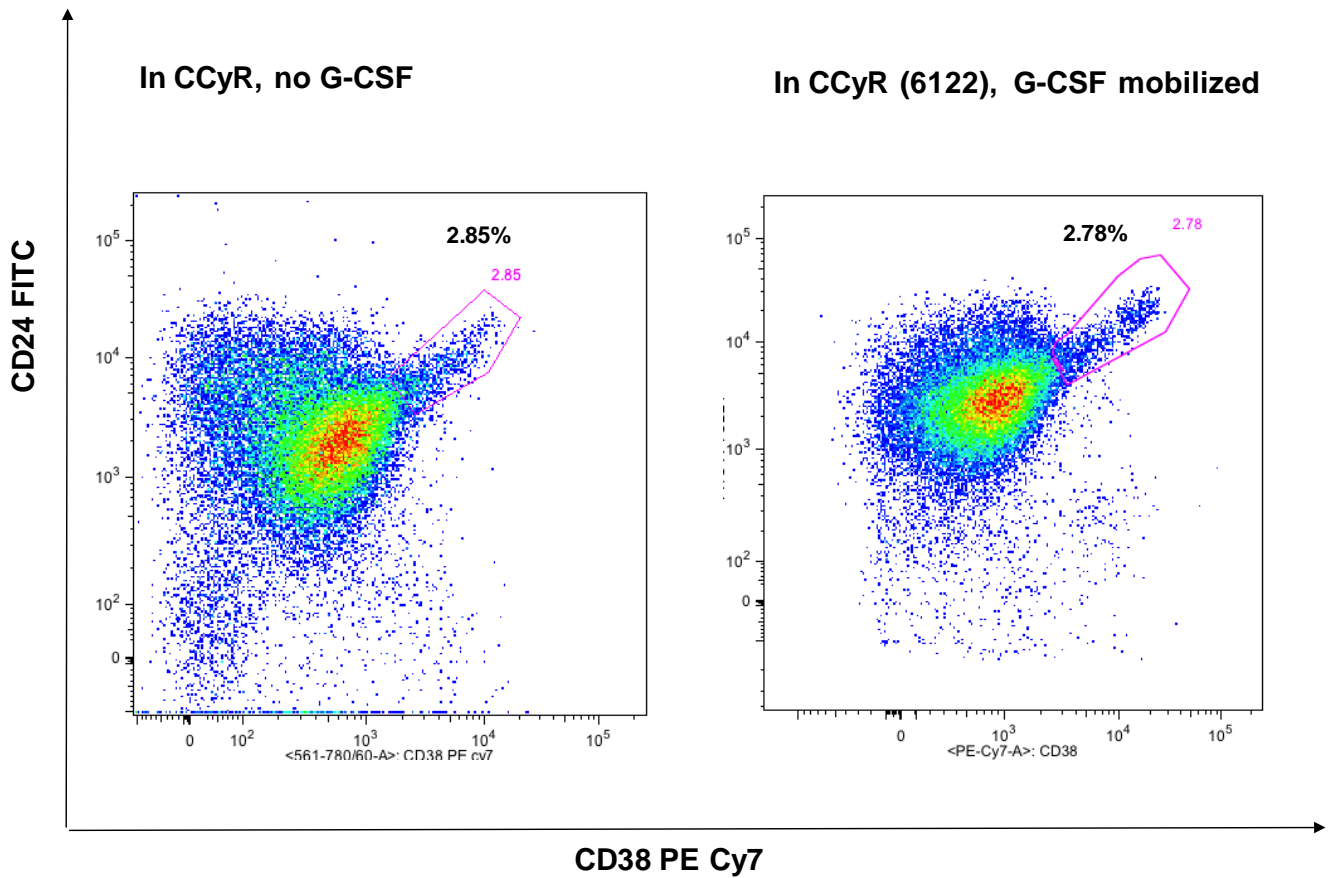 In CCyR, no G-CSF
In CCyR (6122), G-CSF mobilized
CD24 FITC
2.85%
2.85
10^5
10^4
10^3
10^2
0
0 10^2 10^3 10^4 10^5
<561-780/60-A>: CD38 PE cy7
2.78%
2.78
10^5
10^4
10^3
10^2
0
0 10^3 10^4 10^5
<PE-Cy7-A>: CD38
CD38 PE Cy7